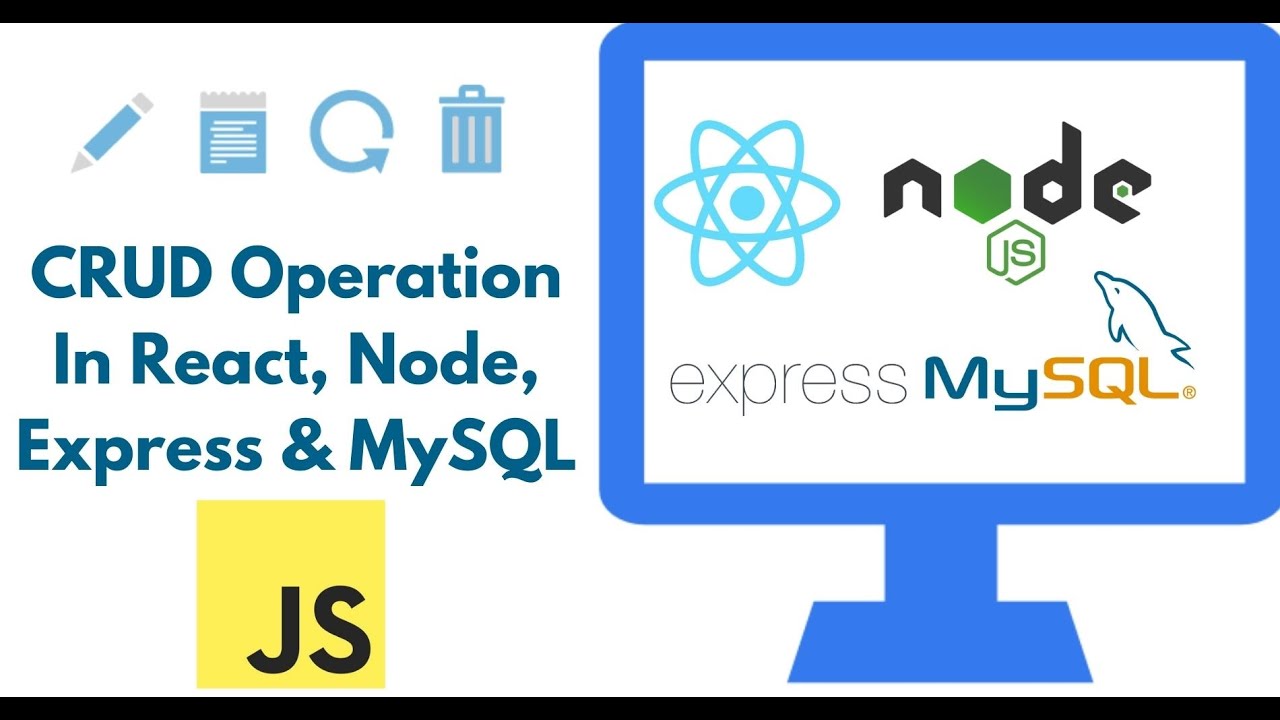 CRUD Operation
In React, Node,
Express & MySQL
JS
node
JS
express MySQL®